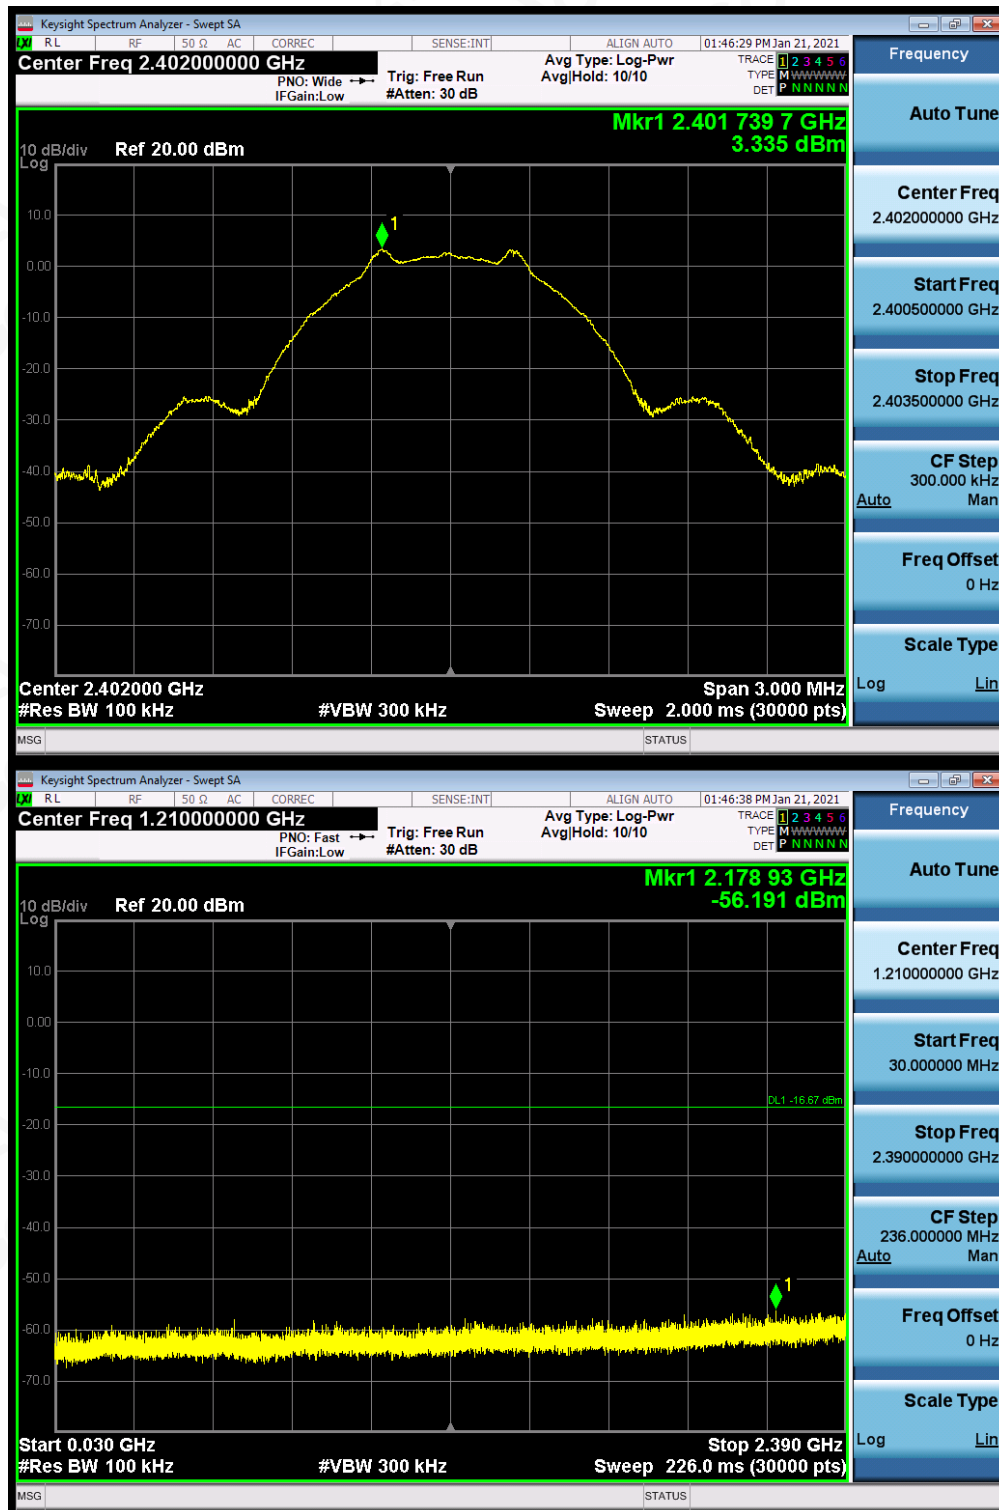 Keysight Spectrum Analyzer - Swept SA
LXI RL RF 50 Ω AC CORREC SENSE:INT ALIGN AUTO 01:46:29 PM Jan 21, 2021
Center Freq 2.402000000 GHz
PNO: Wide
IFGain:Low
Trig: Free Run
#Atten: 30 dB
Avg Type: Log-Pwr
Avg|Hold: 10/10
TRACE 1 2 3 4 5 6
TYPE M W W W W W
DET P N N N N N
Frequency
Auto Tune
Mkr1 2.401 739 7 GHz
3.335 dBm
10 dB/div Ref 20.00 dBm
Log
10.0
0.00
-10.0
-20.0
-30.0
-40.0
-50.0
-60.0
-70.0
1
Center Freq
2.402000000 GHz
Start Freq
2.400500000 GHz
Stop Freq
2.403500000 GHz
CF Step
300.000 kHz
Auto Man
Freq Offset
0 Hz
Scale Type
Log Lin
Center 2.402000 GHz Span 3.000 MHz
#Res BW 100 kHz #VBW 300 kHz Sweep 2.000 ms (30000 pts)
MSG STATUS
Keysight Spectrum Analyzer - Swept SA
LXI RL RF 50 Ω AC CORREC SENSE:INT ALIGN AUTO 01:46:38 PM Jan 21, 2021
Center Freq 1.210000000 GHz
PNO: Fast
IFGain:Low
Trig: Free Run
#Atten: 30 dB
Avg Type: Log-Pwr
Avg|Hold: 10/10
TRACE 1 2 3 4 5 6
TYPE M W W W W W
DET P N N N N N
Frequency
Auto Tune
Mkr1 2.178 93 GHz
-56.191 dBm
10 dB/div Ref 20.00 dBm
Log
10.0
0.00
-10.0
-20.0
-30.0
-40.0
-50.0
-60.0
-70.0
DL1 -16.67 dBm
1
Center Freq
1.210000000 GHz
Start Freq
30.000000 MHz
Stop Freq
2.390000000 GHz
CF Step
236.000000 MHz
Auto Man
Freq Offset
0 Hz
Scale Type
Log Lin
Start 0.030 GHz Stop 2.390 GHz
#Res BW 100 kHz #VBW 300 kHz Sweep 226.0 ms (30000 pts)
MSG STATUS